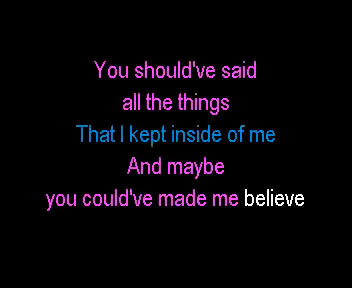 You should've said
all the things
That I kept inside of me
And maybe
you could've made me believe